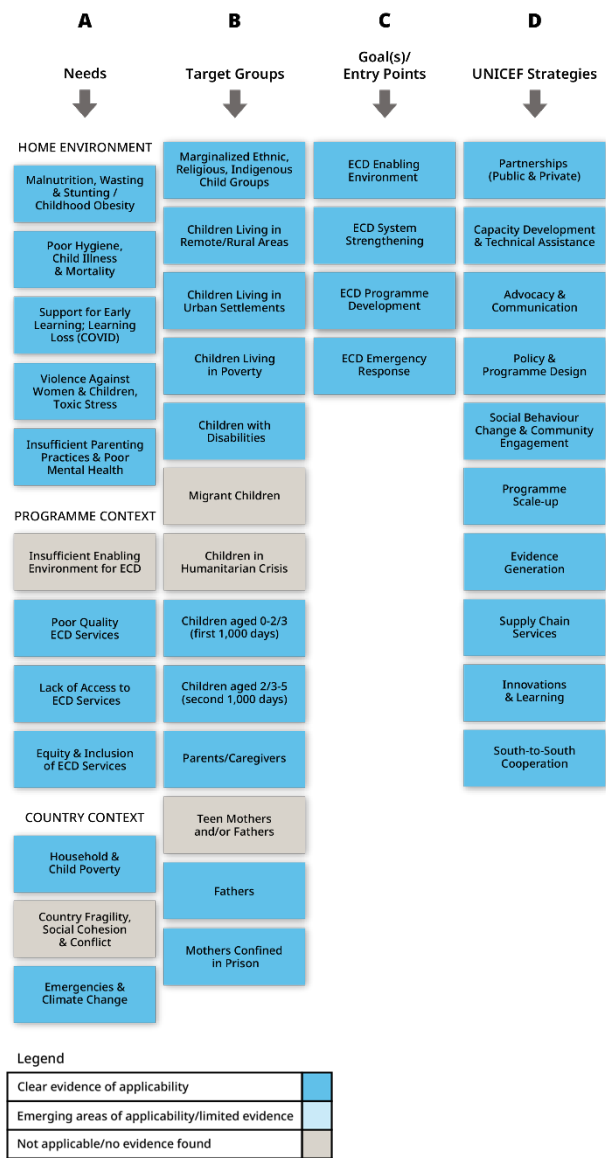 A
B
C
D
Needs
Target Groups
Goal(s)/
Entry Points
UNICEF Strategies
HOME ENVIRONMENT
Malnutrition, Wasting
& Stunting /
Childhood Obesity
Poor Hygiene,
Child Illness
& Mortality
Support for Early
Learning; Learning
Loss (COVID)
Violence Against
Women & Children,
Toxic Stress
Insufficient Parenting
Practices & Poor
Mental Health
PROGRAMME CONTEXT
Insufficient Enabling
Environment for ECD
Poor Quality
ECD Services
Lack of Access to
ECD Services
Equity & Inclusion
of ECD Services
COUNTRY CONTEXT
Household &
Child Poverty
Country Fragility,
Social Cohesion
& Conflict
Emergencies &
Climate Change
Marginalized Ethnic,
Religious, Indigenous
Child Groups
Children Living in
Remote/Rural Areas
Children Living in
Urban Settlements
Children Living
in Poverty
Children with
Disabilities
Migrant Children
Children in
Humanitarian Crisis
Children aged 0-2/3
(first 1,000 days)
Children aged 2/3-5
(second 1,000 days)
Parents/Caregivers
Teen Mothers
and/or Fathers
Fathers
Mothers Confined
in Prison
ECD Enabling
Environment
ECD System
Strengthening
ECD Programme
Development
ECD Emergency
Response
Partnerships
(Public & Private)
Capacity Development
& Technical Assistance
Advocacy &
Communication
Policy &
Programme Design
Social Behaviour
Change & Community
Engagement
Programme
Scale-up
Evidence
Generation
Supply Chain
Services
Innovations
& Learning
South-to-South
Cooperation
Legend
Clear evidence of applicability
Emerging areas of applicability/limited evidence
Not applicable/no evidence found